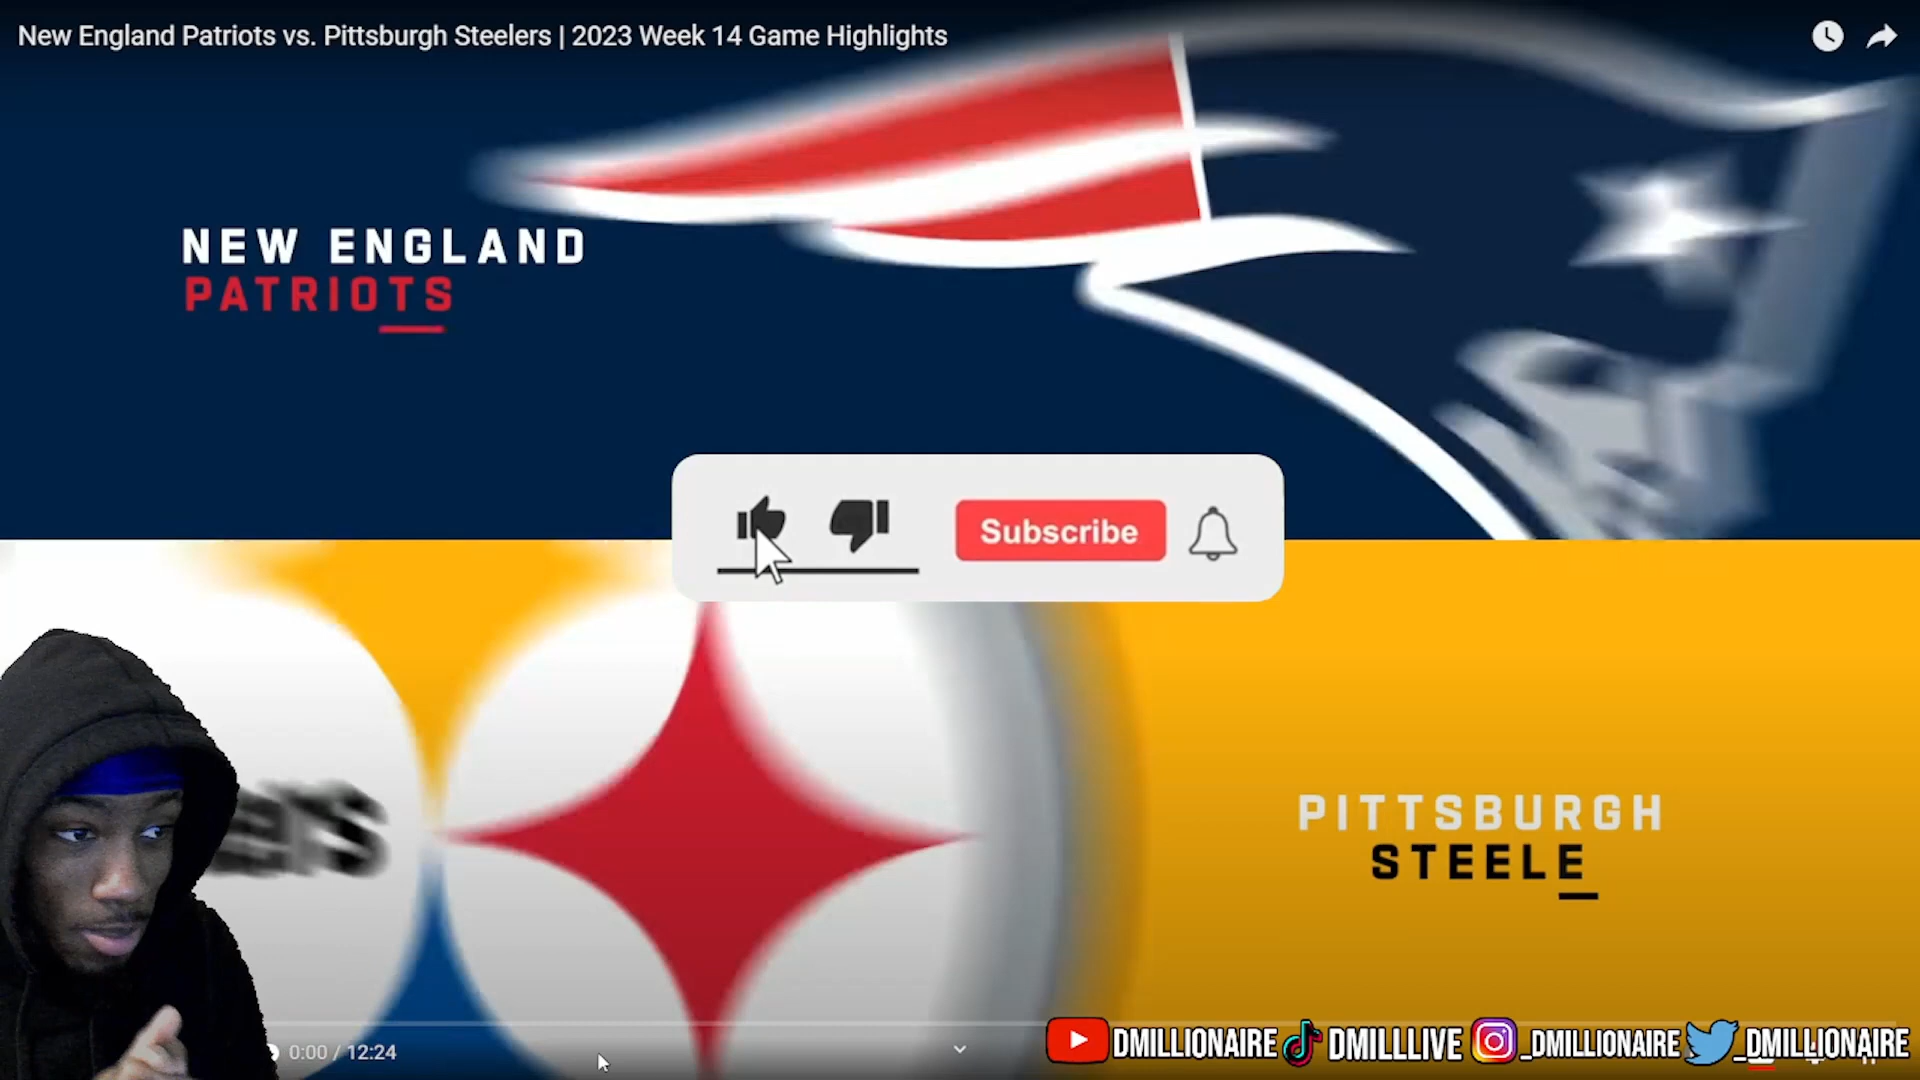 New England Patriots vs. Pittsburgh Steelers | 2023 Week 14 Game Highlights
NEW ENGLAND
PATRIOTS
Subscribe
ers
PITTSBURGH
STEELE
0:00 / 12:24
DMILLIONAIRE DMILLLIVE _DMILLIONAIRE _DMILLIONAIRE